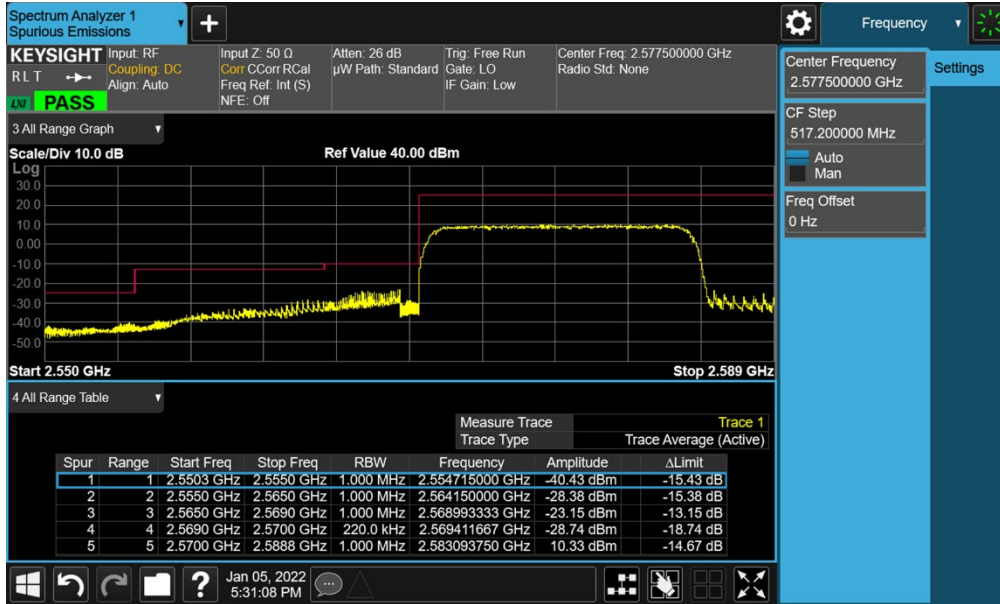 Spectrum Analyzer 1
Spurious Emissions
Frequency
KEYSIGHT
Input: RF
Input Z: 50 Ω
Atten: 26 dB
Trig: Free Run
Center Freq: 2.577500000 GHz
RLT
Coupling: DC
Corr CCorr RCal
µW Path: Standard
Gate: LO
Radio Std: None
Align: Auto
Freq Ref: Int (S)
IF Gain: Low
LXI
PASS
NFE: Off
Center Frequency
2.577500000 GHz
Settings
CF Step
517.200000 MHz
Auto
Man
Freq Offset
0 Hz
3 All Range Graph
Scale/Div 10.0 dB
Ref Value 40.00 dBm
Log
30.0
20.0
10.0
0.00
-10.0
-20.0
-30.0
-40.0
-50.0
Start 2.550 GHz
Stop 2.589 GHz
4 All Range Table
Measure Trace Trace 1
Trace Type Trace Average (Active)
Spur Range Start Freq Stop Freq RBW Frequency Amplitude ΔLimit
1 1 2.5503 GHz 2.5550 GHz 1.000 MHz 2.554715000 GHz -40.43 dBm -15.43 dB
2 2 2.5550 GHz 2.5650 GHz 1.000 MHz 2.564150000 GHz -28.38 dBm -15.38 dB
3 3 2.5650 GHz 2.5690 GHz 1.000 MHz 2.568993333 GHz -23.15 dBm -13.15 dB
4 4 2.5690 GHz 2.5700 GHz 220.0 kHz 2.569411667 GHz -28.74 dBm -18.74 dB
5 5 2.5700 GHz 2.5888 GHz 1.000 MHz 2.583093750 GHz 10.33 dBm -14.67 dB
Jan 05, 2022
5:31:08 PM